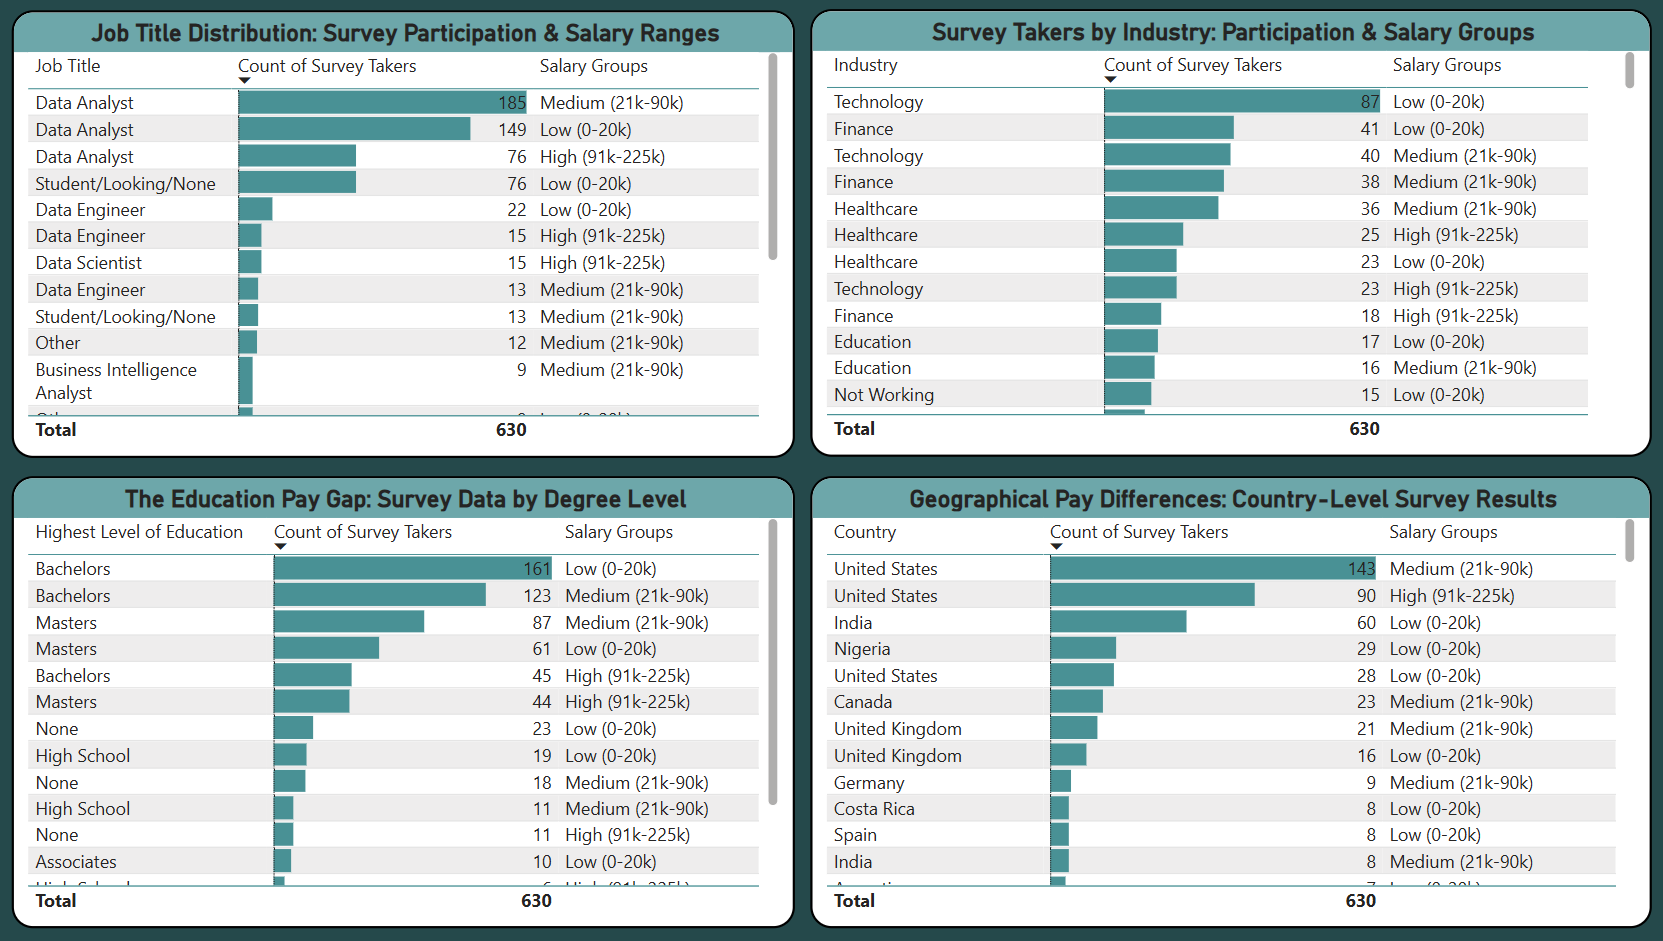 Job Title Distribution: Survey Participation & Salary Ranges
Job Title Count of Survey Takers Salary Groups
Data Analyst 185 Medium (21k-90k)
Data Analyst 149 Low (0-20k)
Data Analyst 76 High (91k-225k)
Student/Looking/None 76 Low (0-20k)
Data Engineer 22 Low (0-20k)
Data Engineer 15 High (91k-225k)
Data Scientist 15 High (91k-225k)
Data Engineer 13 Medium (21k-90k)
Student/Looking/None 13 Medium (21k-90k)
Other 12 Medium (21k-90k)
Business Intelligence 9 Medium (21k-90k)
Analyst
Total 630
Survey Takers by Industry: Participation & Salary Groups
Industry Count of Survey Takers Salary Groups
Technology 87 Low (0-20k)
Finance 41 Low (0-20k)
Technology 40 Medium (21k-90k)
Finance 38 Medium (21k-90k)
Healthcare 36 Medium (21k-90k)
Healthcare 25 High (91k-225k)
Healthcare 23 Low (0-20k)
Technology 23 High (91k-225k)
Finance 18 High (91k-225k)
Education 17 Low (0-20k)
Education 16 Medium (21k-90k)
Not Working 15 Low (0-20k)
Total 630
The Education Pay Gap: Survey Data by Degree Level
Highest Level of Education Count of Survey Takers Salary Groups
Bachelors 161 Low (0-20k)
Bachelors 123 Medium (21k-90k)
Masters 87 Medium (21k-90k)
Masters 61 Low (0-20k)
Bachelors 45 High (91k-225k)
Masters 44 High (91k-225k)
None 23 Low (0-20k)
High School 19 Low (0-20k)
None 18 Medium (21k-90k)
High School 11 Medium (21k-90k)
None 11 High (91k-225k)
Associates 10 Low (0-20k)
Total 630
Geographical Pay Differences: Country-Level Survey Results
Country Count of Survey Takers Salary Groups
United States 143 Medium (21k-90k)
United States 90 High (91k-225k)
India 60 Low (0-20k)
Nigeria 29 Low (0-20k)
United States 28 Low (0-20k)
Canada 23 Medium (21k-90k)
United Kingdom 21 Medium (21k-90k)
United Kingdom 16 Low (0-20k)
Germany 9 Medium (21k-90k)
Costa Rica 8 Low (0-20k)
Spain 8 Low (0-20k)
India 8 Medium (21k-90k)
Total 630